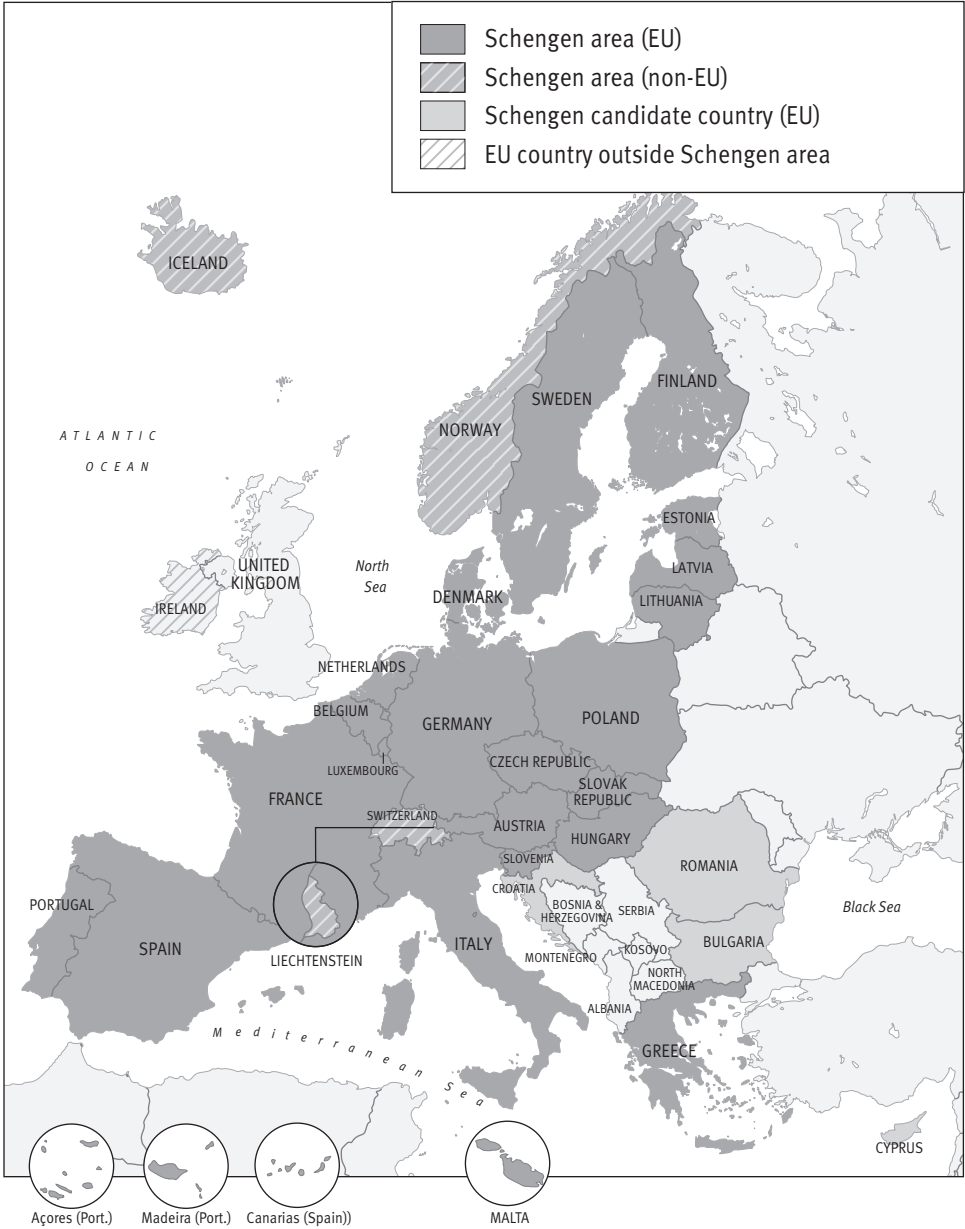 Schengen area (EU)
Schengen area (non-EU)
Schengen candidate country (EU)
EU country outside Schengen area
ICELAND
ATLANTIC
OCEAN
NORWAY
SWEDEN
FINLAND
ESTONIA
LATVIA
LITHUANIA
North
Sea
UNITED
KINGDOM
IRELAND
DENMARK
NETHERLANDS
BELGIUM
LUXEMBOURG
GERMANY
POLAND
CZECH REPUBLIC
SLOVAK
REPUBLIC
FRANCE
SWITZERLAND
AUSTRIA
HUNGARY
SLOVENIA
CROATIA
ROMANIA
BOSNIA &
HERZEGOVINA
SERBIA
Black Sea
PORTUGAL
SPAIN
LIECHTENSTEIN
ITALY
MONTENEGRO
KOSOVO
BULGARIA
NORTH
MACEDONIA
ALBANIA
GREECE
Mediterranean Sea
CYPRUS
Açores (Port.)
Madeira (Port.)
Canarias (Spain))
MALTA